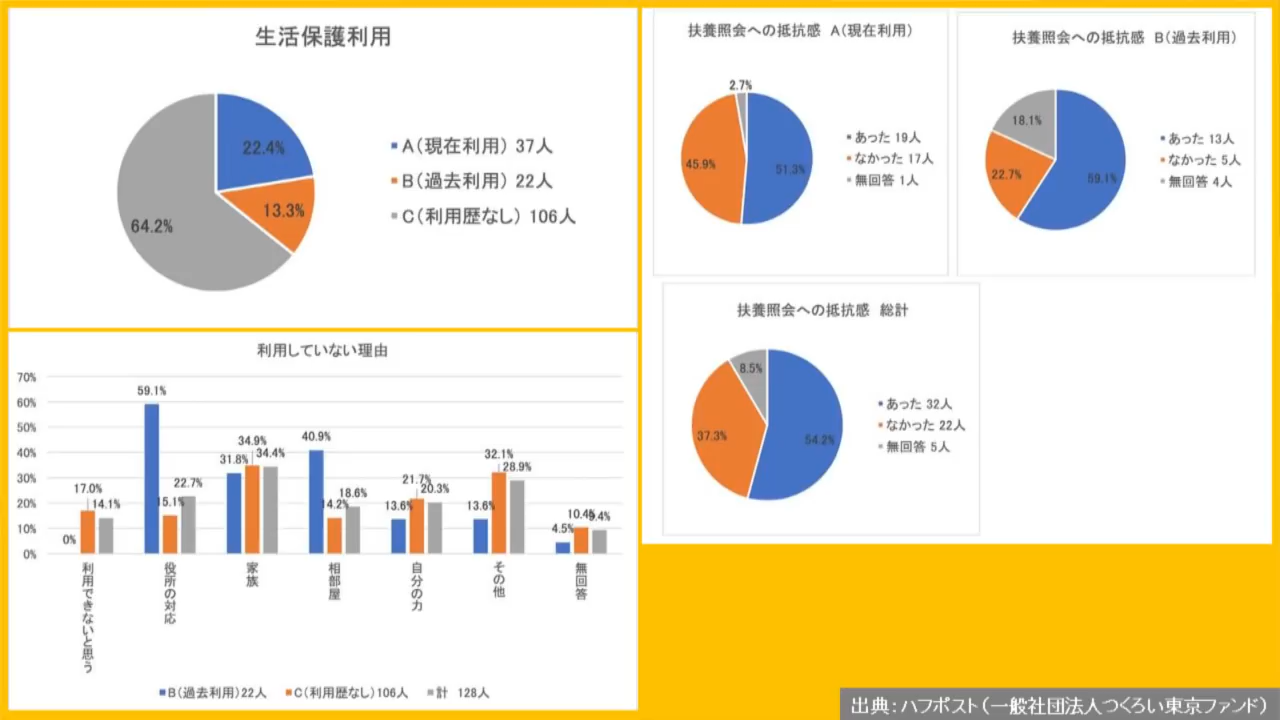 生活保護利用
22.4%
13.3%
64.2%
A(現在利用) 37人
B(過去利用) 22人
C(利用歴なし) 106人
扶養照会への抵抗感 A(現在利用)
2.7%
45.9%
51.3%
あった 19人
なかった 17人
無回答 1人
扶養照会への抵抗感 B(過去利用)
18.1%
22.7%
59.1%
あった 13人
なかった 5人
無回答 4人
扶養照会への抵抗感 総計
8.5%
37.3%
54.2%
あった 32人
なかった 22人
無回答 5人
利用していない理由
70%
60%
50%
40%
30%
20%
10%
0%
0%
17.0%
14.1%
59.1%
15.1%
22.7%
31.8%
34.9%
34.4%
40.9%
14.2%
18.6%
13.6%
21.7%
20.3%
13.6%
32.1%
28.9%
4.5%
10.4%
9.4%
利用できないと思う
役所の対応
家族
相部屋
自分の力
その他
無回答
B(過去利用)22人
C(利用歴なし)106人
計 128人
出典:ハフポスト(一般社団法人つくろい東京ファンド)